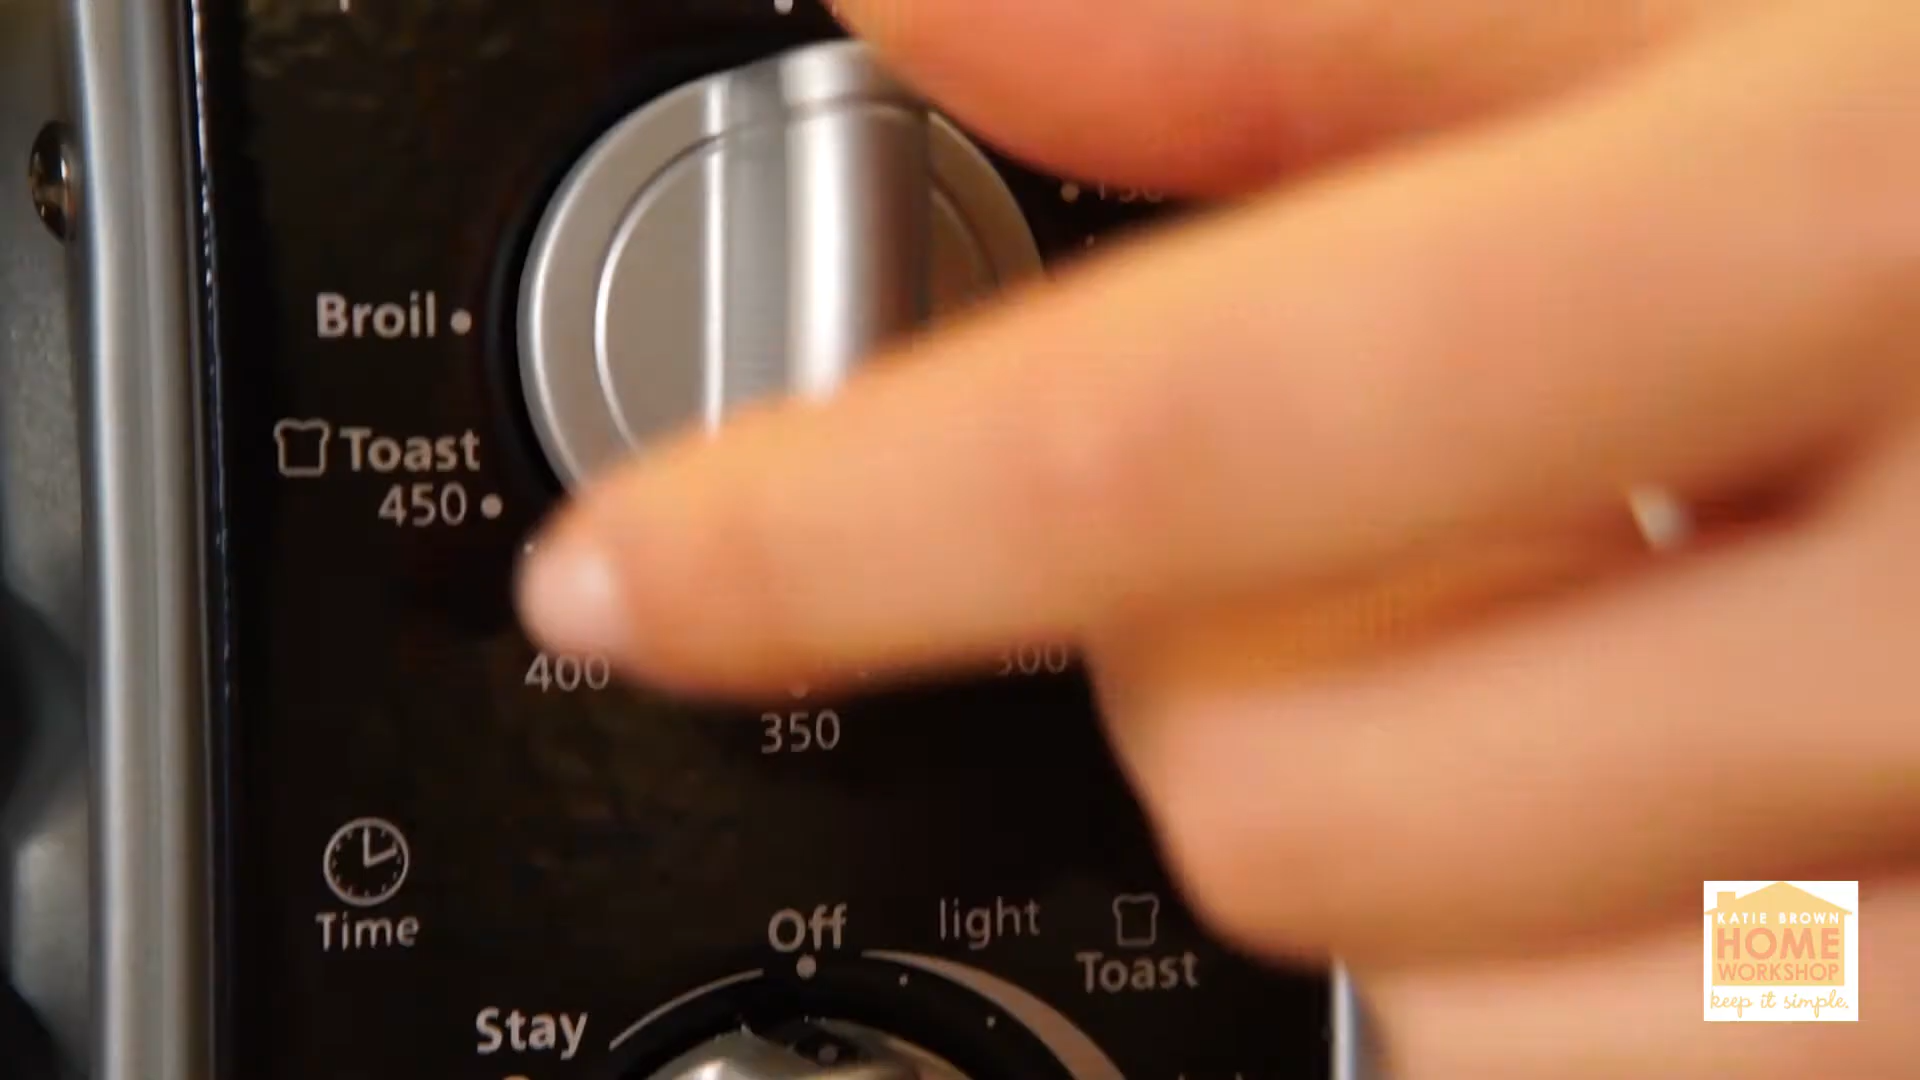 Broil
Toast
450
400
300
350
Time
Off
light
Toast
Stay
KATIE BROWN
HOME
WORKSHOP
keep it simple.